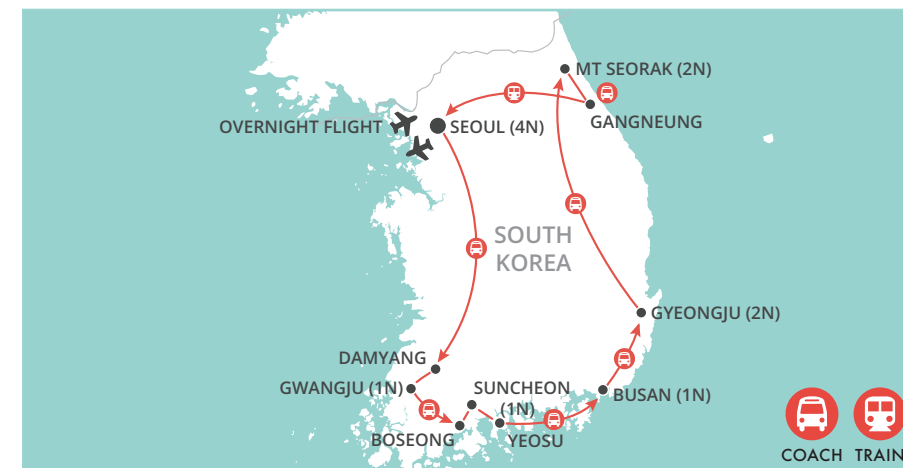 MT SEORAK (2N)
GANGNEUNG
OVERNIGHT FLIGHT
SEOUL (4N)
SOUTH
KOREA
GYEONGJU (2N)
DAMYANG
GWANGJU (1N)
SUNCHEON
(1N)
BUSAN (1N)
BOSEONG
YEOSU
COACH
TRAIN